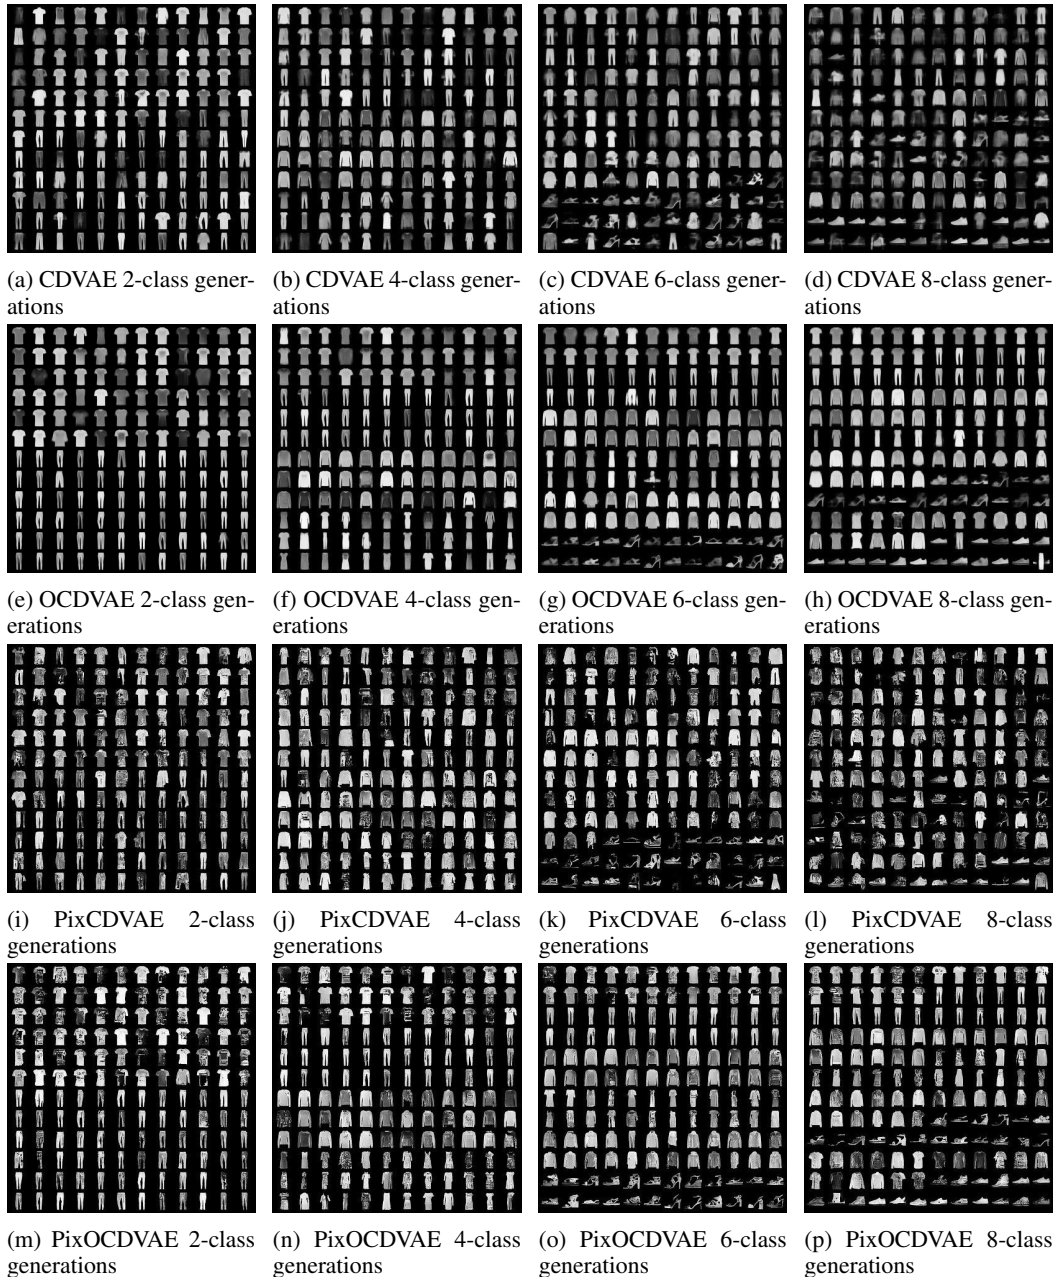 (a) CDVAE 2-class gener-
ations
(b) CDVAE 4-class gener-
ations
(c) CDVAE 6-class gener-
ations
(d) CDVAE 8-class gener-
ations
(e) OCDVAE 2-class gen-
erations
(f) OCDVAE 4-class gen-
erations
(g) OCDVAE 6-class gen-
erations
(h) OCDVAE 8-class gen-
erations
(i) PixCDVAE 2-class
generations
(j) PixCDVAE 4-class
generations
(k) PixCDVAE 6-class
generations
(l) PixCDVAE 8-class
generations
(m) PixOCDVAE 2-class
generations
(n) PixOCDVAE 4-class
generations
(o) PixOCDVAE 6-class
generations
(p) PixOCDVAE 8-class
generations